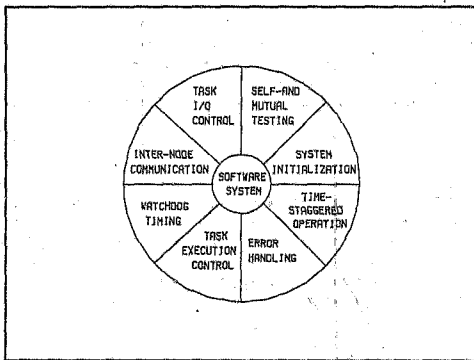 TASK
I/O
CONTROL
SELF-AND
MUTUAL
TESTING
SYSTEM
INITIALIZATION
TIME-
STAGGERED
OPERATION
ERROR
HANDLING
TASK
EXECUTION
CONTROL
WATCHDOG
TIMING
INTER-NODE
COMMUNICATION
SOFTWARE
SYSTEM